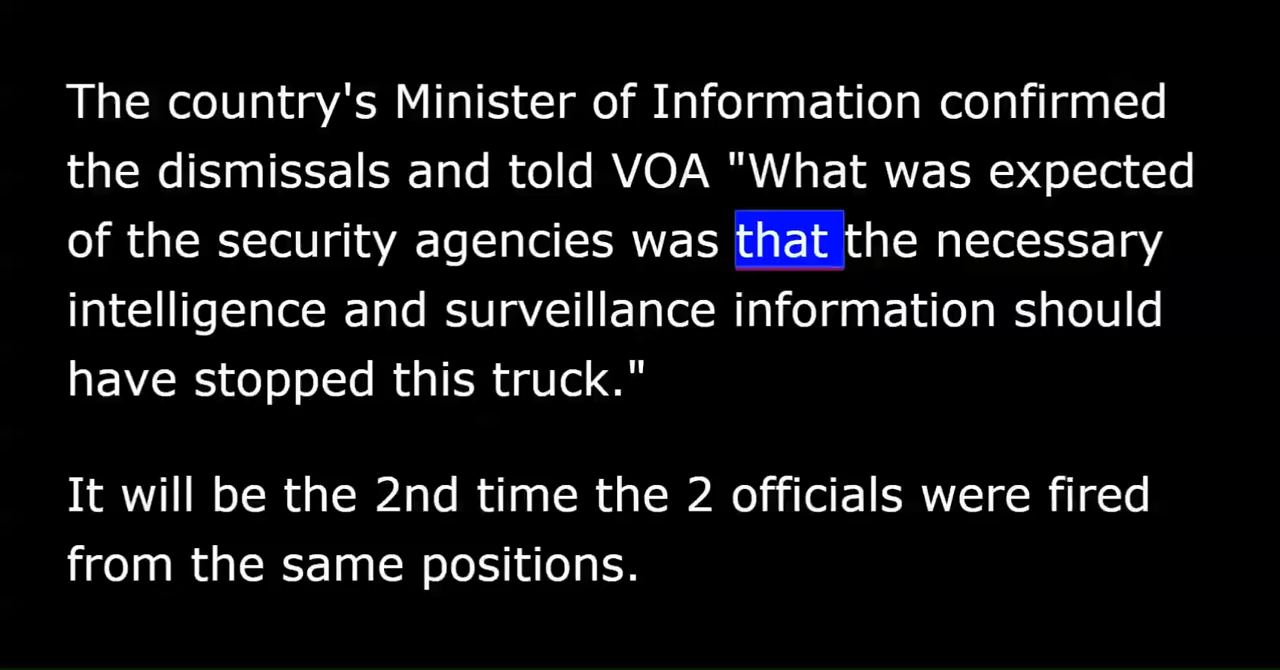 The country's Minister of Information confirmed
the dismissals and told VOA "What was expected
of the security agencies was that the necessary
intelligence and surveillance information should
have stopped this truck."
It will be the 2nd time the 2 officials were fired
from the same positions.